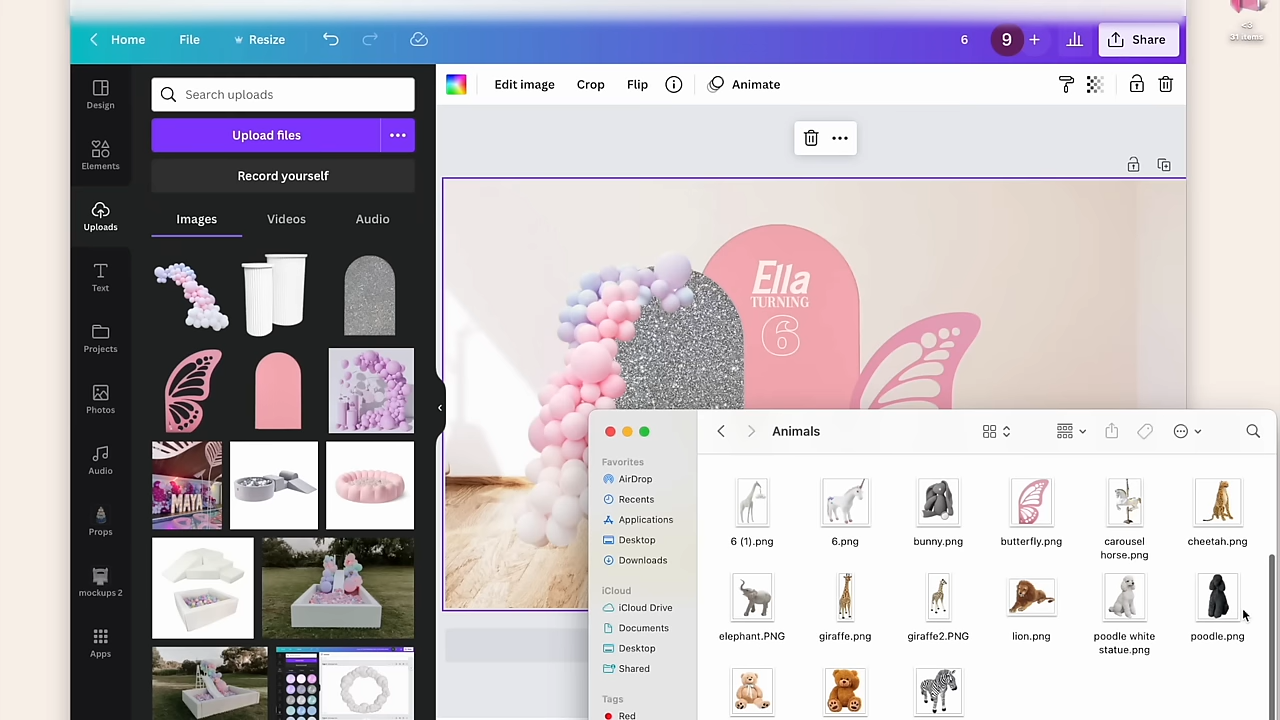 <3
31 items
Home
File
Resize
6
9
Share
Design
Elements
Uploads
Text
Projects
Photos
Audio
Props
mockups 2
Apps
Search uploads
Upload files
Record yourself
Images
Videos
Audio
MAYA
Edit image
Crop
Flip
Animate
Ella
TURNING
6
Animals
Favorites
AirDrop
Recents
Applications
Desktop
Downloads
iCloud
iCloud Drive
Documents
Desktop
Shared
Tags
Red
6 (1).png
6.png
bunny.png
butterfly.png
carousel
horse.png
cheetah.png
elephant.PNG
giraffe.png
giraffe2.PNG
lion.png
poodle white
statue.png
poodle.png